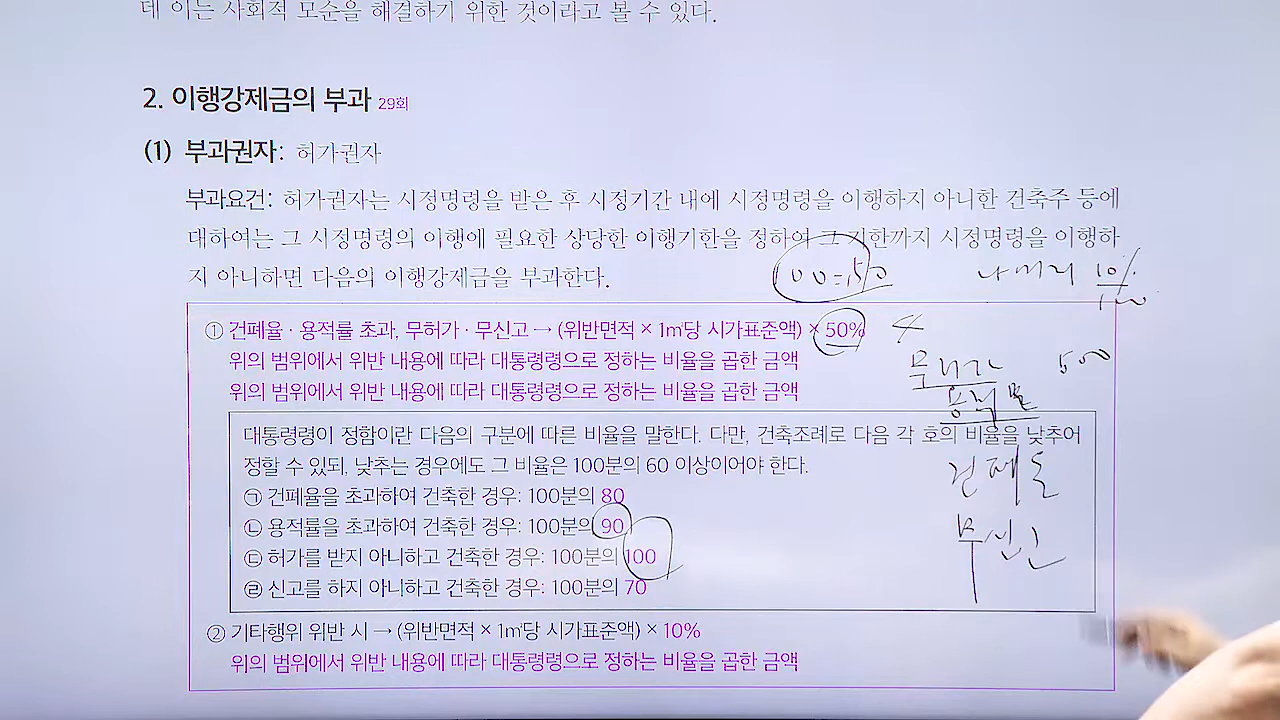 데 이는 사회적 모순을 해결하기 위한 것이라고 볼 수 있다.
2. 이행강제금의 부과 29회
(1) 부과권자: 허가권자
부과요건: 허가권자는 시정명령을 받은 후 시정기간 내에 시정명령을 이행하지 아니한 건축주 등에
대하여는 그 시정명령의 이행에 필요한 상당한 이행기한을 정하여 그 기한까지 시정명령을 이행하
지 아니하면 다음의 이행강제금을 부과한다.
나머지 10/100
① 건폐율·용적률 초과, 무허가·무신고 → (위반면적 × 1㎡당 시가표준액) × 50%
위의 범위에서 위반 내용에 따라 대통령령으로 정하는 비율을 곱한 금액
무허가 500
위의 범위에서 위반 내용에 따라 대통령령으로 정하는 비율을 곱한 금액
대통령령이 정함이란 다음의 구분에 따른 비율을 말한다. 다만, 건축조례로 다음 각 호의 비율을 낮추어
정할 수 있되, 낮추는 경우에도 그 비율은 100분의 60 이상이어야 한다.
㉠ 건폐율을 초과하여 건축한 경우: 100분의 80
㉡ 용적률을 초과하여 건축한 경우: 100분의 90
무신고
㉢ 허가를 받지 아니하고 건축한 경우: 100분의 100
㉣ 신고를 하지 아니하고 건축한 경우: 100분의 70
② 기타행위 위반 시 → (위반면적 × 1㎡당 시가표준액) × 10%
위의 범위에서 위반 내용에 따라 대통령령으로 정하는 비율을 곱한 금액